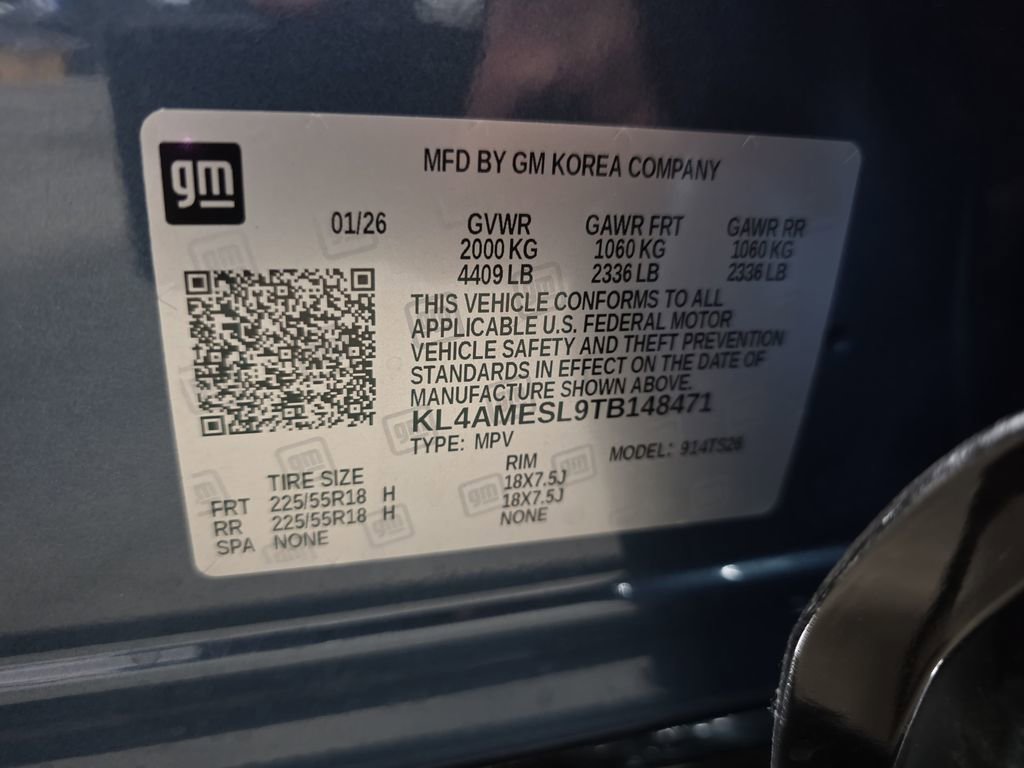 gm
MFD BY GM KOREA COMPANY
01/26 GVWR GAWR FRT GAWR RR
2000 KG 1060 KG 1060 KG
4409 LB 2336 LB 2336 LB
THIS VEHICLE CONFORMS TO ALL
APPLICABLE U.S. FEDERAL MOTOR
VEHICLE SAFETY AND THEFT PREVENTION
STANDARDS IN EFFECT ON THE DATE OF
MANUFACTURE SHOWN ABOVE.
KL4AMESL9TB148471
TYPE: MPV MODEL: 914TS26
TIRE SIZE RIM
FRT 225/55R18 H 18X7.5J
RR 225/55R18 H 18X7.5J
SPA NONE NONE